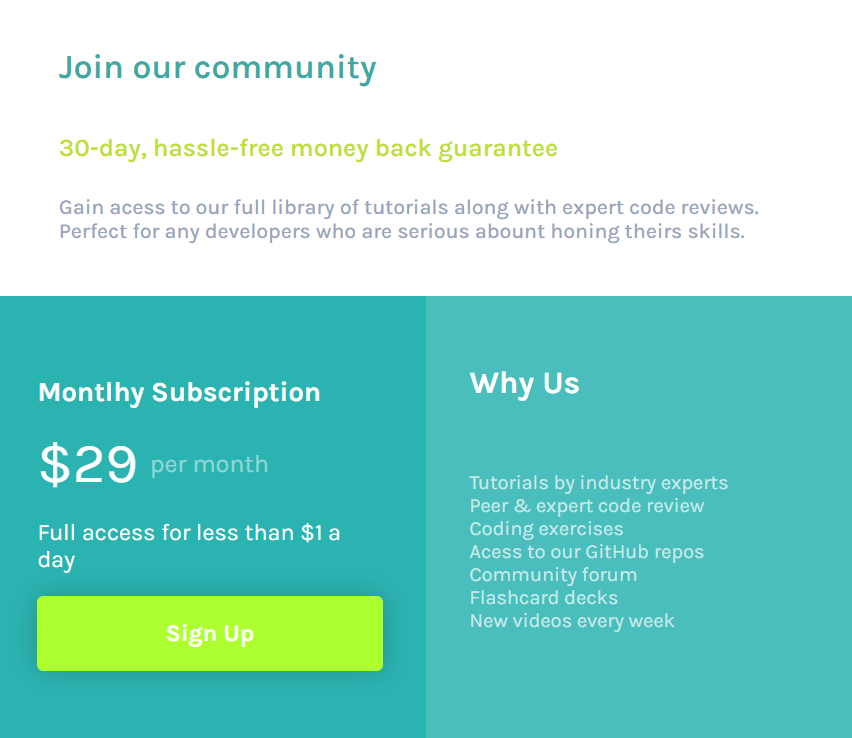 Join our community
30-day, hassle-free money back guarantee
Gain acess to our full library of tutorials along with expert code reviews.
Perfect for any developers who are serious abount honing theirs skills.
Montlhy Subscription
$29 per month
Full access for less than $1 a
day
Sign Up
Why Us
Tutorials by industry experts
Peer & expert code review
Coding exercises
Acess to our GitHub repos
Community forum
Flashcard decks
New videos every week